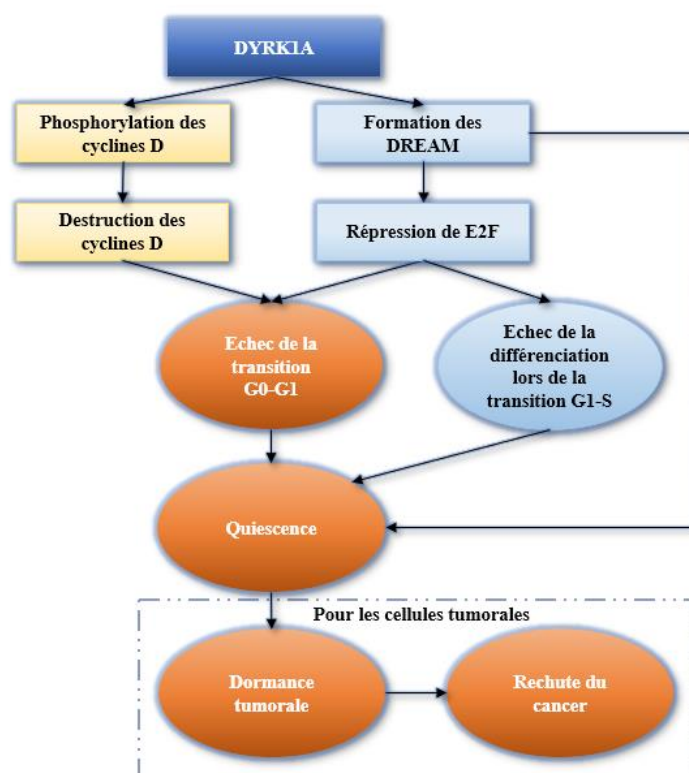 DYRK1A
Phosphorylation des
cyclines D
Formation des
DREAM
Destruction des
cyclines D
Répression de E2F
Echec de la
transition
G0-G1
Echec de la
différenciation
lors de la
transition G1-S
Quiescence
Pour les cellules tumorales
Dormance
tumorale
Rechute du
cancer